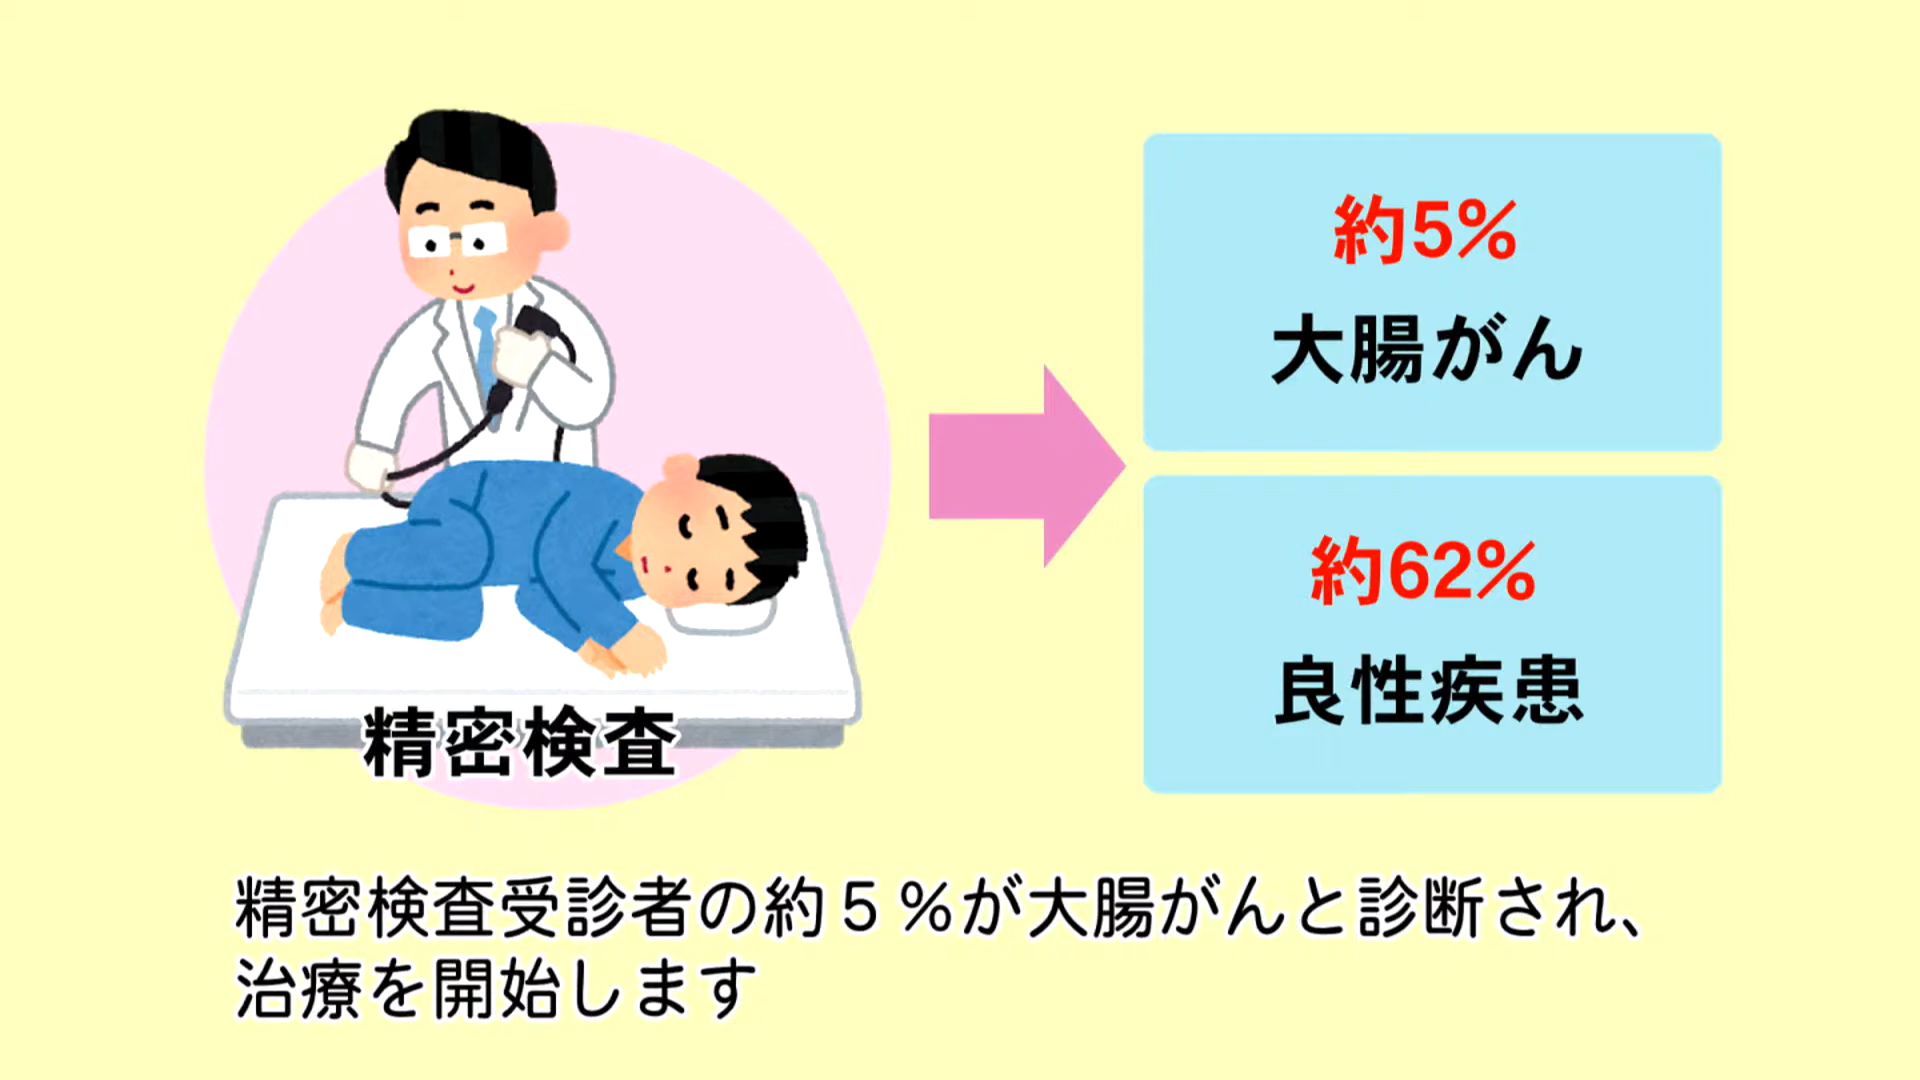 約5%
大腸がん
約62%
良性疾患
精密検査
精密検査受診者の約５％が大腸がんと診断され、
治療を開始します